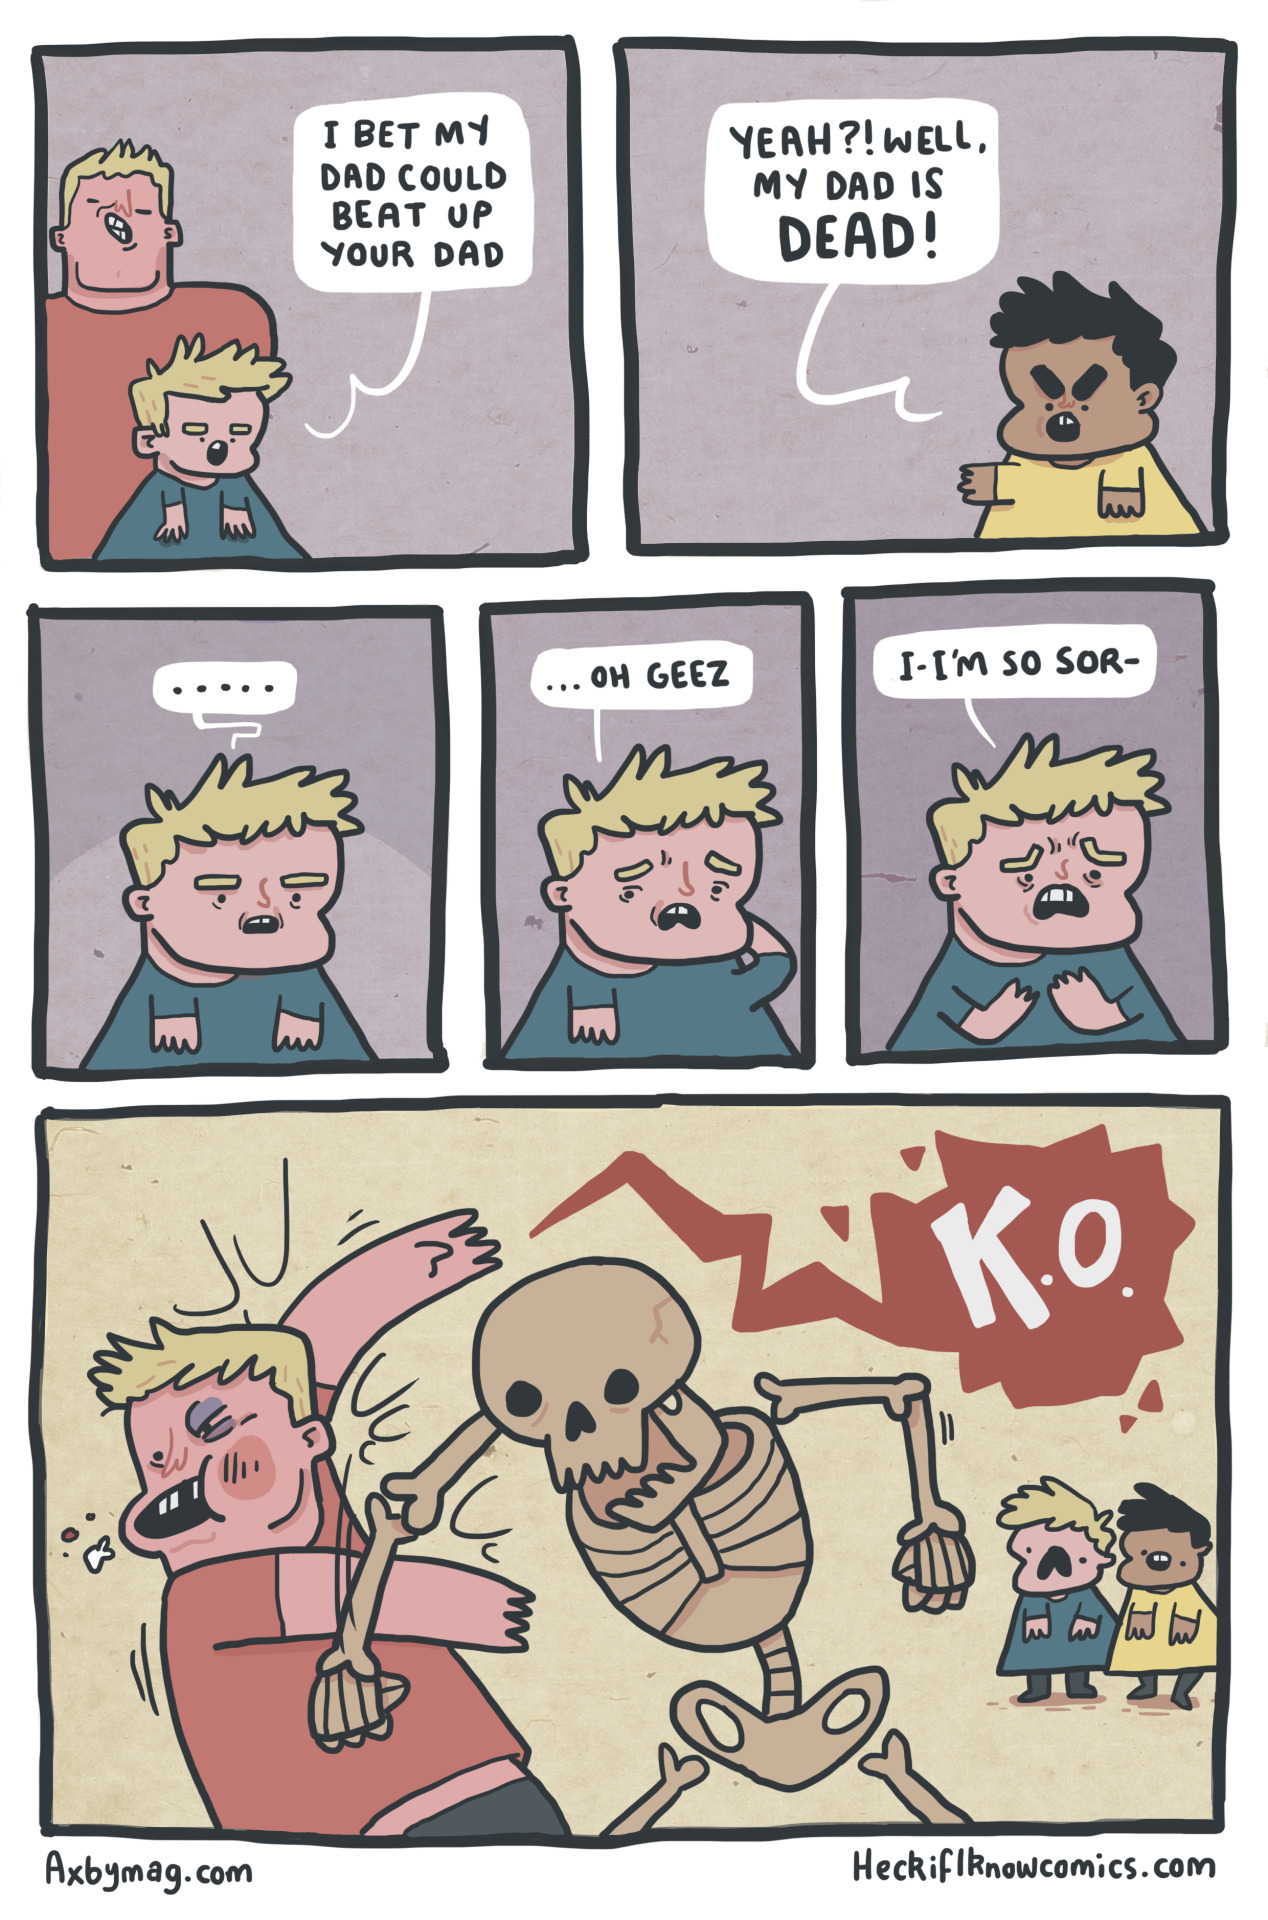 I BET MY
DAD COULD
BEAT UP
YOUR DAD
YEAH?! WELL,
MY DAD IS
DEAD!
.....
...OH GEEZ
I-I'M SO SOR-
K.O.
Axbymag.com
HeckifIknowcomics.com